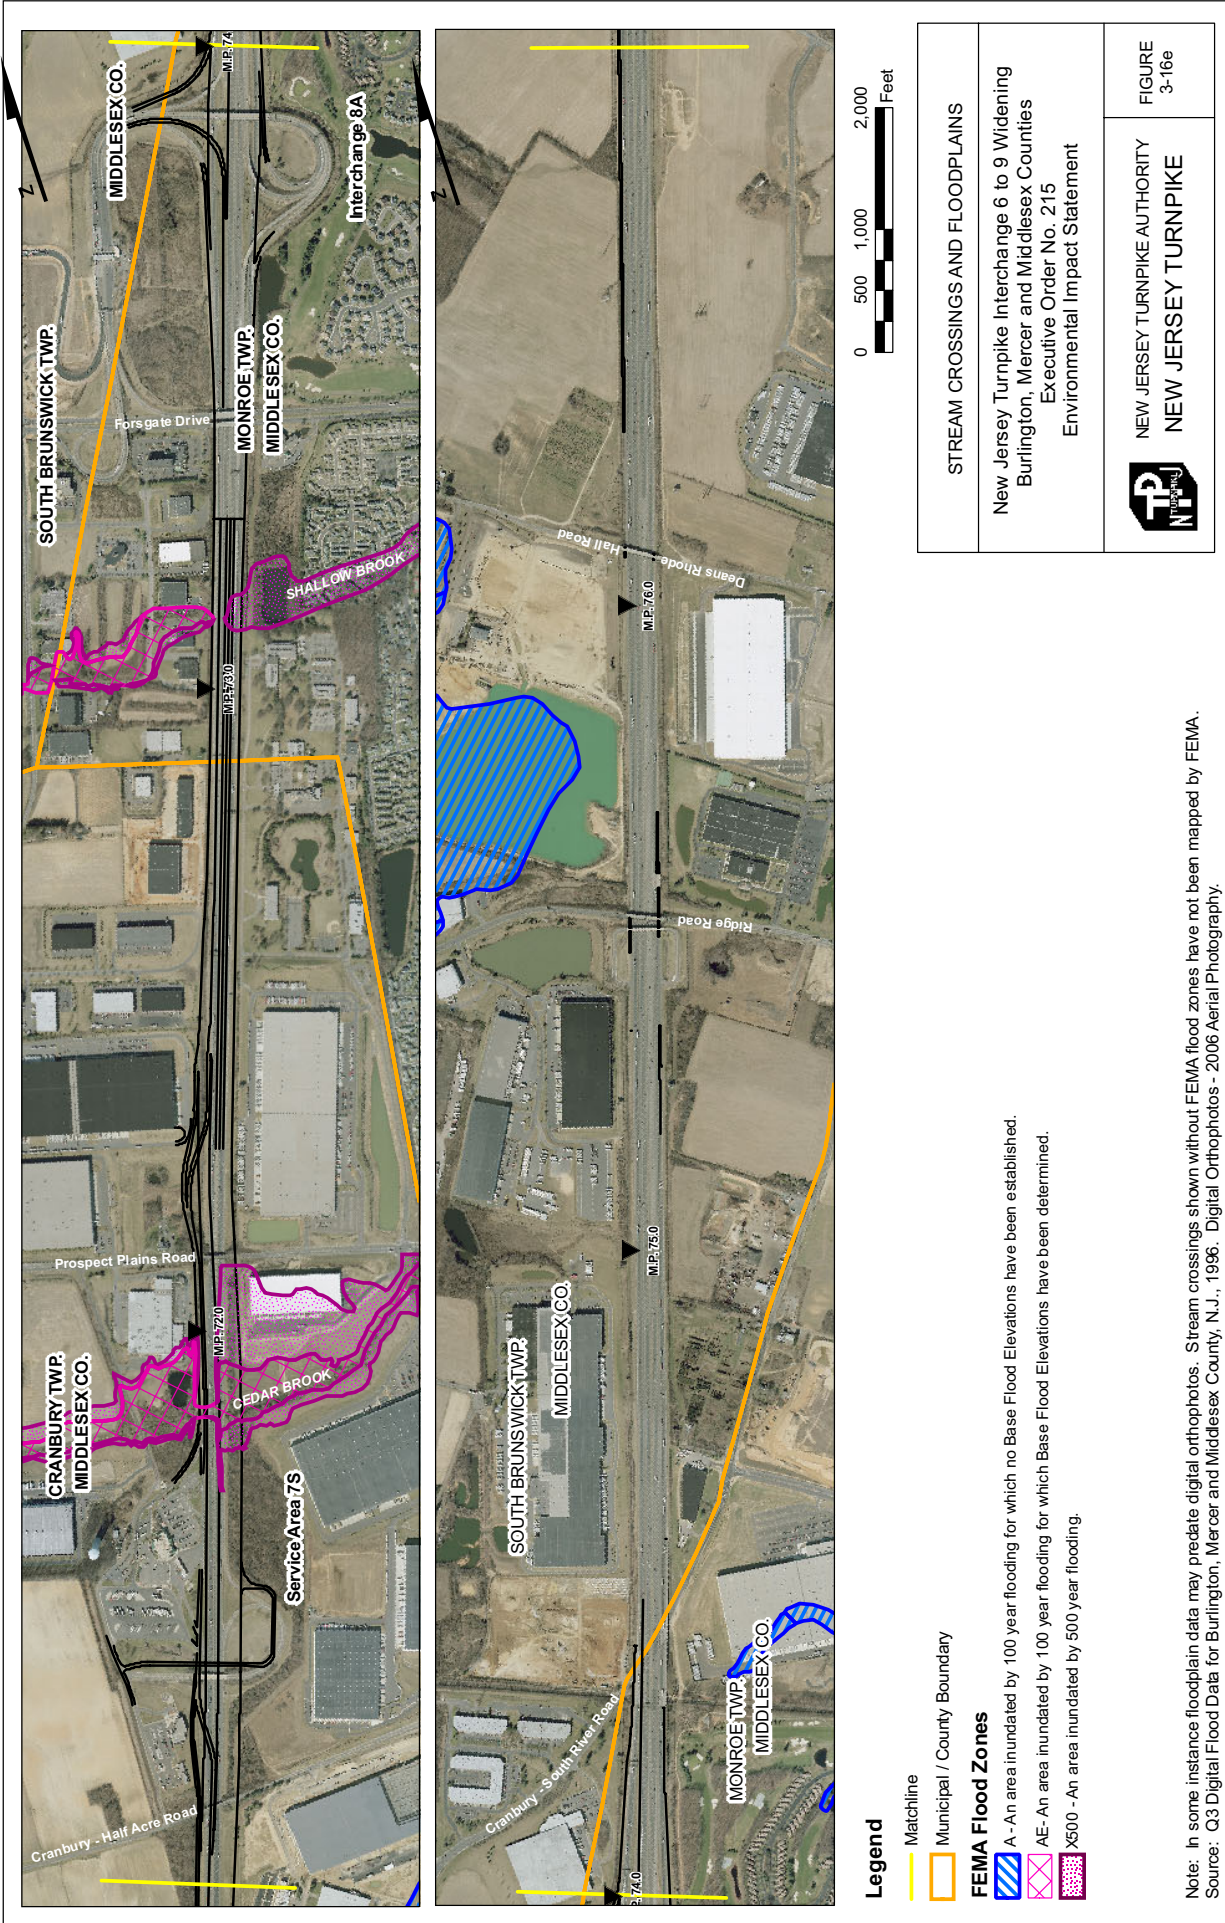 CRANBURY TWP.
MIDDLESEX CO.
SOUTH BRUNSWICK TWP.
MIDDLESEX CO.
Cranbury - Half Acre Road
Prospect Plains Road
Forsgate Drive
M.P. 72.0
M.P. 73.0
M.P. 74
CEDAR BROOK
SHALLOW BROOK
MONROE TWP.
MIDDLESEX CO.
Service Area 7S
Interchange 8A
N
Cranbury - South River Road
SOUTH BRUNSWICK TWP.
MIDDLESEX CO.
Ridge Road
Deans Rhode
Hall Road
P. 74.0
M.P. 75.0
M.P. 76.0
MONROE TWP.
MIDDLESEX CO.
N
Legend
Matchline
Municipal / County Boundary
FEMA Flood Zones
A - An area inundated by 100 year flooding for which no Base Flood Elevations have been established.
AE- An area inundated by 100 year flooding for which Base Flood Elevations have been determined.
X500 - An area inundated by 500 year flooding.
0 500 1,000 2,000
Feet
STREAM CROSSINGS AND FLOODPLAINS
New Jersey Turnpike Interchange 6 to 9 Widening
Burlington, Mercer and Middlesex Counties
Executive Order No. 215
Environmental Impact Statement
NEW JERSEY TURNPIKE AUTHORITY
NEW JERSEY TURNPIKE
FIGURE
3-16e
Note: In some instance floodplain data may predate digital orthophotos. Stream crossings shown without FEMA flood zones have not been mapped by FEMA.
Source: Q3 Digital Flood Data for Burlington, Mercer and Middlesex County, N.J., 1996. Digital Orthophotos - 2006 Aerial Photography.